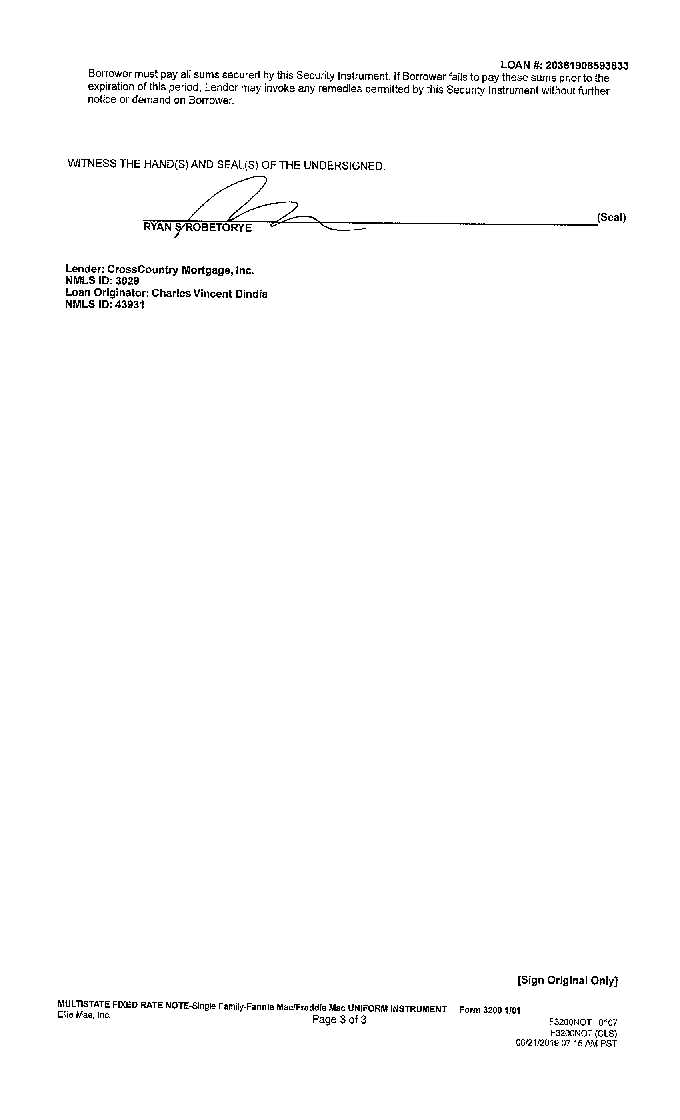 LOAN #: 20361908593633
Borrower must pay all sums secured by this Security Instrument. If Borrower fails to pay these sums prior to the
expiration of this period, Lender may invoke any remedies permitted by this Security Instrument without further
notice or demand on Borrower.
WITNESS THE HAND(S) AND SEAL(S) OF THE UNDERSIGNED.
(Seal)
RYAN S ROBETORYE
Lender: CrossCountry Mortgage, Inc.
NMLS ID: 3029
Loan Originator: Charles Vincent Dindia
NMLS ID: 43931
[Sign Original Only]
MULTISTATE FIXED RATE NOTE-Single Family-Fannie Mae/Freddie Mac UNIFORM INSTRUMENT Form 3200 1/01
Ellie Mae, Inc.
Page 3 of 3
F3200NOT 0107
F3200NOT (CLS)
06/21/2019 07:15 AM PST